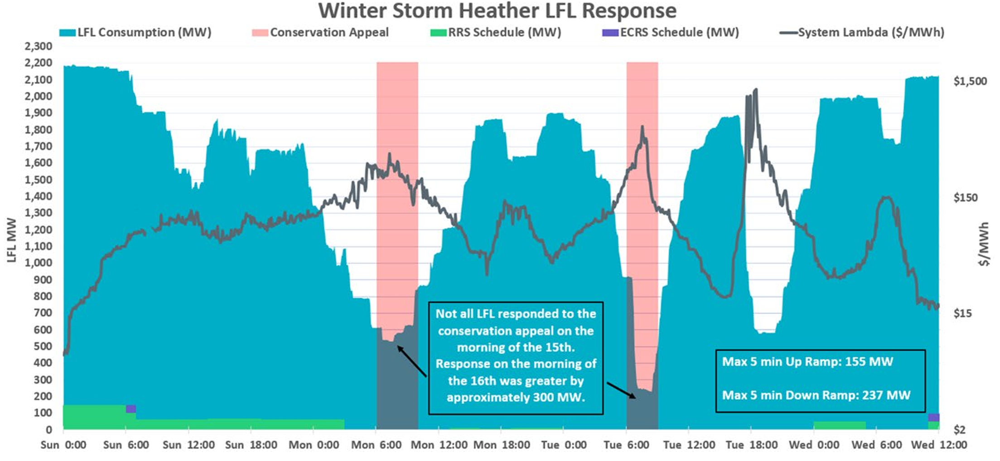 Winter Storm Heather LFL Response
LFL Consumption (MW) Conservation Appeal RRS Schedule (MW) ECRS Schedule (MW) System Lambda ($/MWh)
2,300
2,200
2,100
2,000
1,900
1,800
1,700
1,600
1,500
1,400
1,300
1,200
1,100
1,000
900
800
700
600
500
400
300
200
100
0
LFL MW
$1,500
$150
$15
$2
$/MWh
Not all LFL responded to the
conservation appeal on the
morning of the 15th.
Response on the morning of
the 16th was greater by
approximately 300 MW.
Max 5 min Up Ramp: 155 MW
Max 5 min Down Ramp: 237 MW
Sun 0:00 Sun 6:00 Sun 12:00 Sun 18:00 Mon 0:00 Mon 6:00 Mon 12:00 Mon 18:00 Tue 0:00 Tue 6:00 Tue 12:00 Tue 18:00 Wed 0:00 Wed 6:00 Wed 12:00